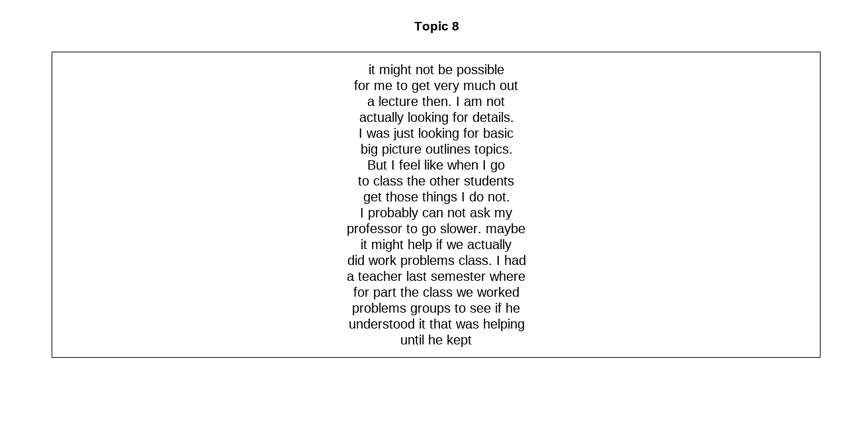 Topic 8
it might not be possible
for me to get very much out
a lecture then. I am not
actually looking for details.
I was just looking for basic
big picture outlines topics.
But I feel like when I go
to class the other students
get those things I do not.
I probably can not ask my
professor to go slower. maybe
it might help if we actually
did work problems class. I had
a teacher last semester where
for part the class we worked
problems groups to see if he
understood it that was helping
until he kept